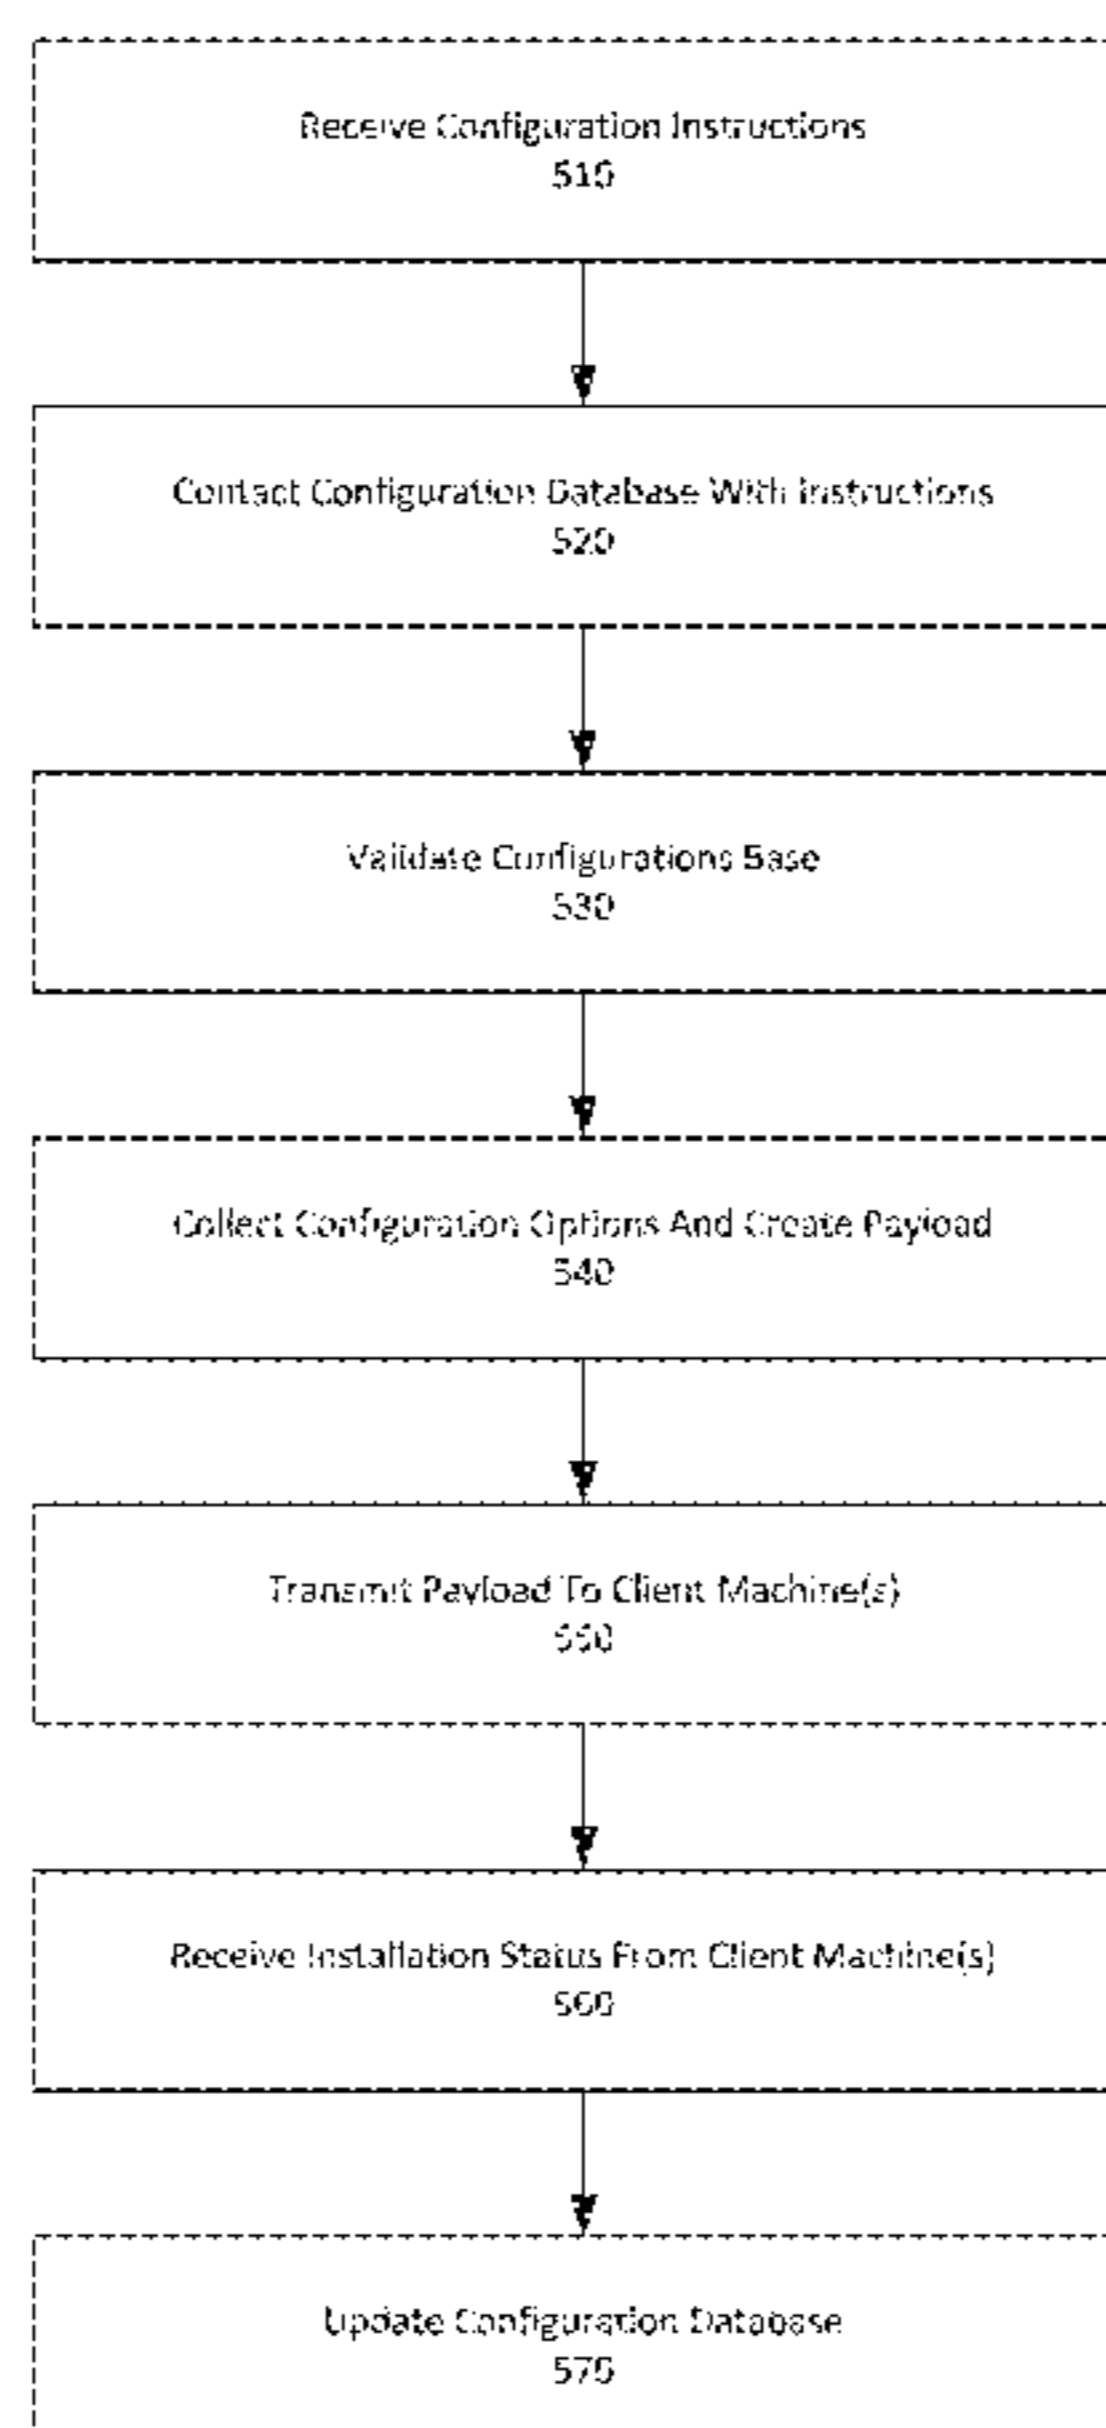 Receive Configuration Instructions
510
Contact Configuration Database With Instructions
520
Validate Configurations Base
530
Collect Configuration Options And Create Payload
540
Transmit Payload To Client Machine(s)
550
Receive Installation Status From Client Machine(s)
560
Update Configuration Database
570